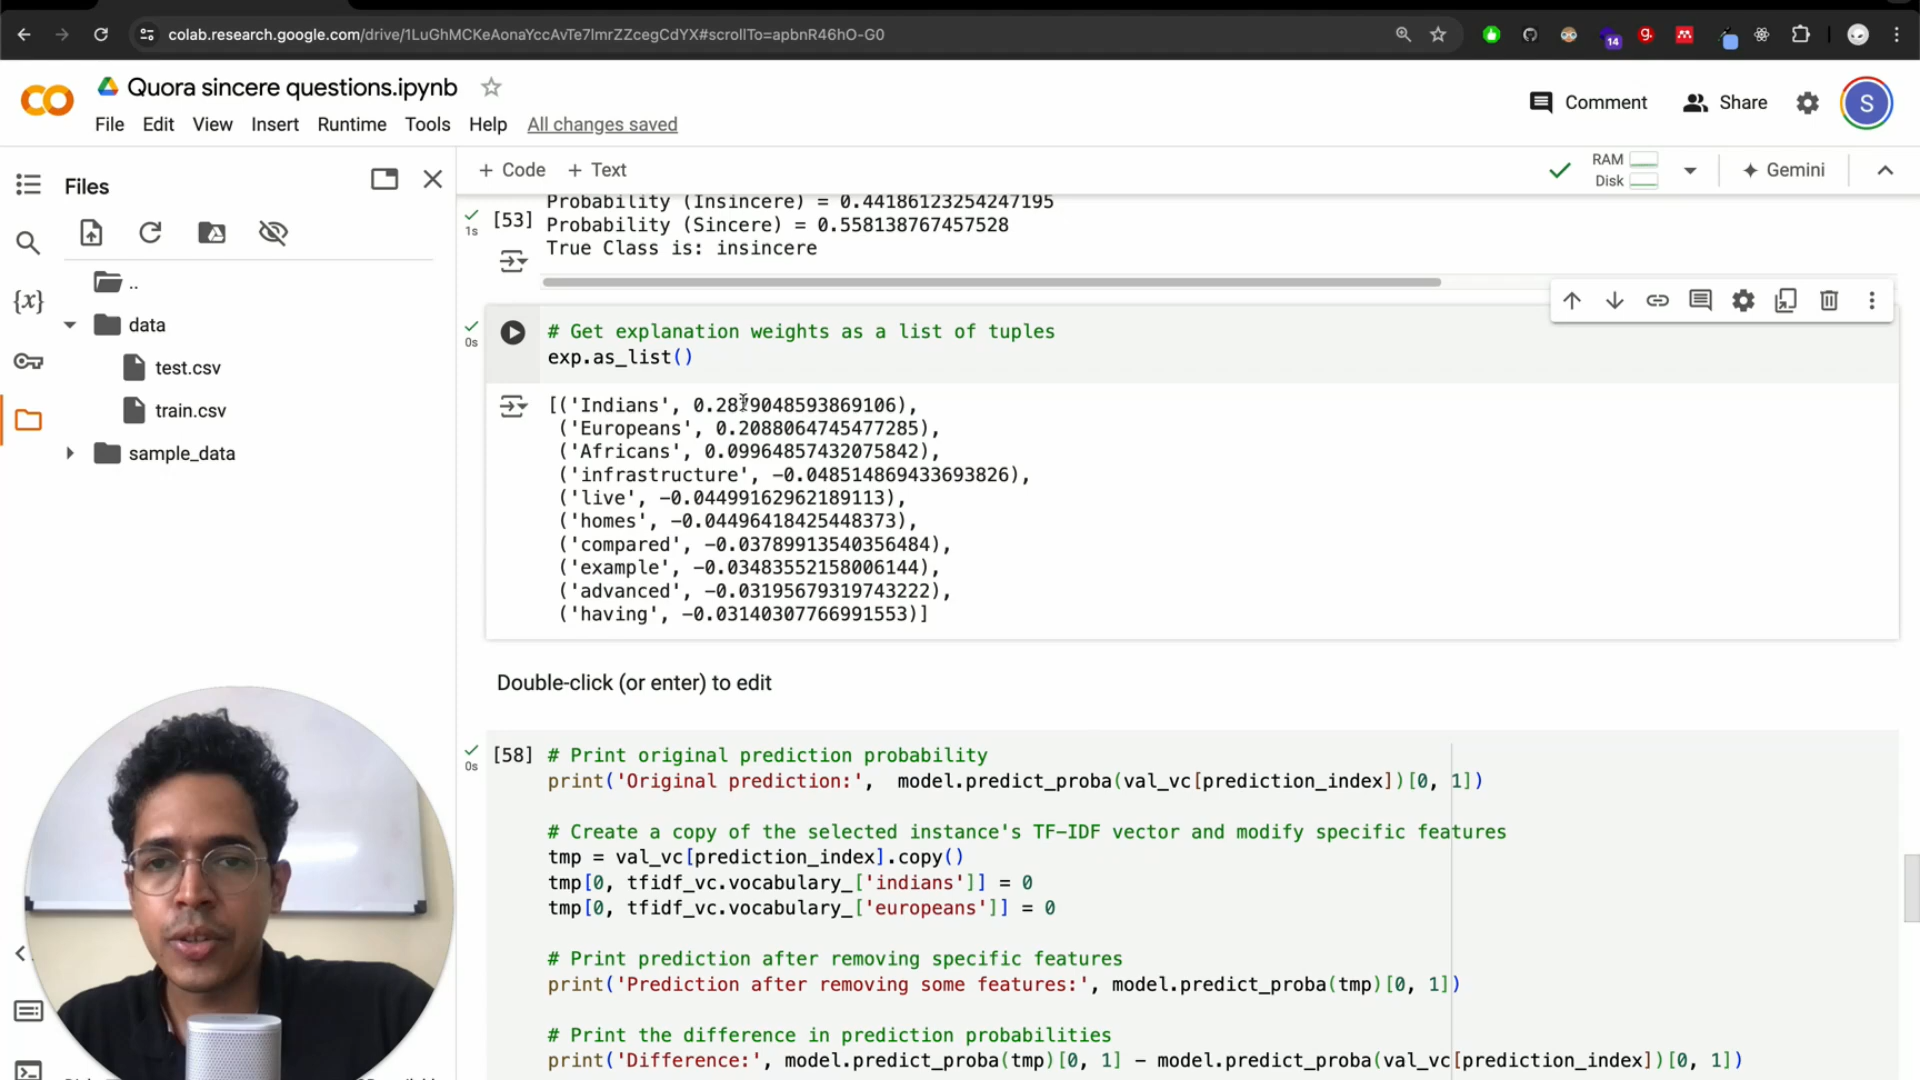 colab.research.google.com/drive/1LuGhMCKeAonaYccAvTe7lmrZZcegCdYX#scrollTo=apbnR46hO-G0
14
g.
Quora sincere questions.ipynb
Comment
Share
S
File Edit View Insert Runtime Tools Help All changes saved
Files
+ Code + Text
RAM
Disk
Gemini
..
data
test.csv
train.csv
sample_data
{x}
Probability (Insincere) = 0.44186123254247195
[53] Probability (Sincere) = 0.558138767457528
1s
True Class is: insincere
0s
# Get explanation weights as a list of tuples
exp.as_list()
[('Indians', 0.2879048593869106),
('Europeans', 0.2088064745477285),
('Africans', 0.09964857432075842),
('infrastructure', -0.048514869433693826),
('live', -0.04499162962189113),
('homes', -0.04496418425448373),
('compared', -0.03789913540356484),
('example', -0.03483552158006144),
('advanced', -0.03195679319743222),
('having', -0.03140307766991553)]
Double-click (or enter) to edit
[58] # Print original prediction probability
0s
print('Original prediction:', model.predict_proba(val_vc[prediction_index])[0, 1])
# Create a copy of the selected instance's TF-IDF vector and modify specific features
tmp = val_vc[prediction_index].copy()
tmp[0, tfidf_vc.vocabulary_['indians']] = 0
tmp[0, tfidf_vc.vocabulary_['europeans']] = 0
# Print prediction after removing specific features
print('Prediction after removing some features:', model.predict_proba(tmp)[0, 1])
# Print the difference in prediction probabilities
print('Difference:', model.predict_proba(tmp)[0, 1] - model.predict_proba(val_vc[prediction_index])[0, 1])